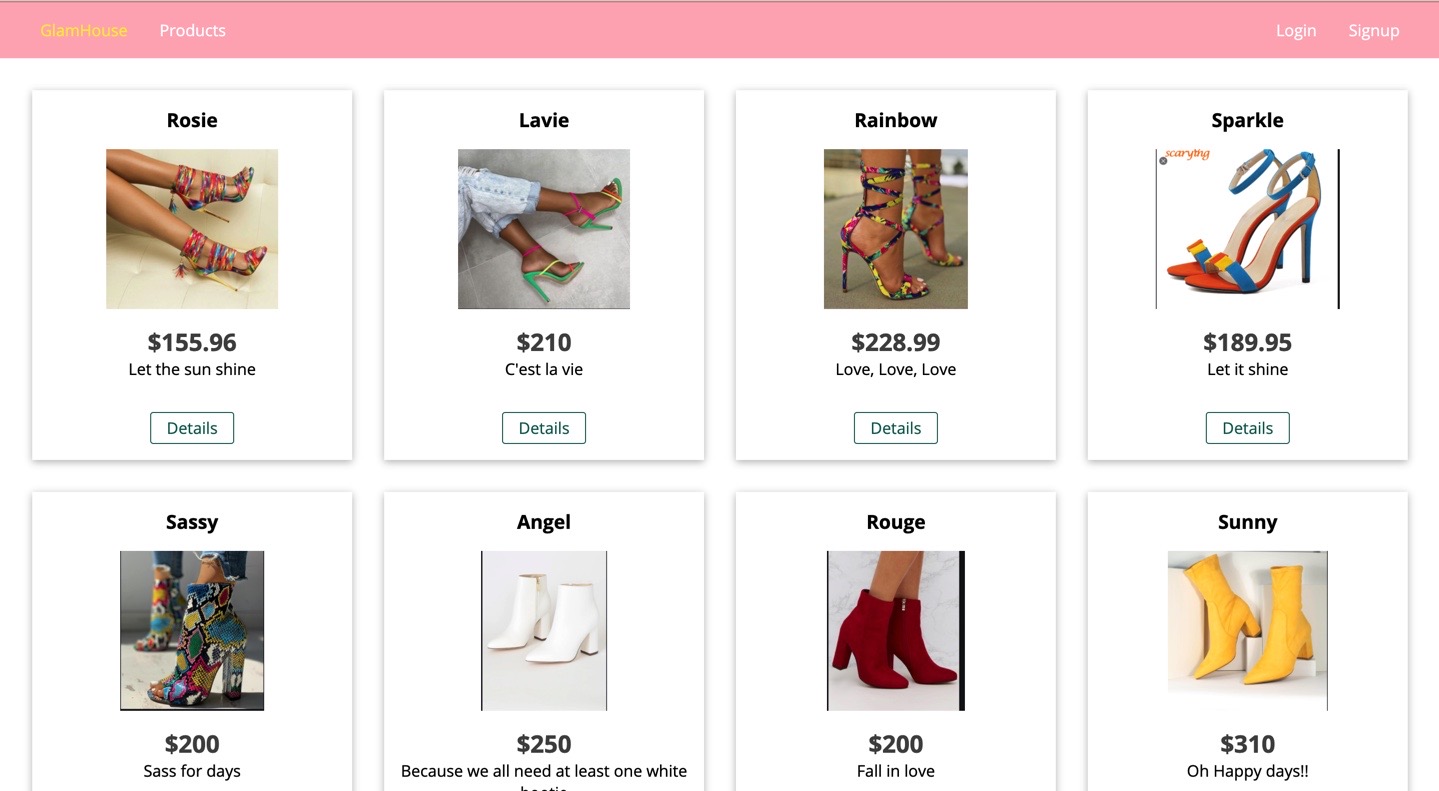 GlamHouse Products Login Signup
Rosie Lavie Rainbow Sparkle
scarything
$155.96 $210 $228.99 $189.95
Let the sun shine C'est la vie Love, Love, Love Let it shine
Details Details Details Details
Sassy Angel Rouge Sunny
$200 $250 $200 $310
Sass for days Because we all need at least one white Fall in love Oh Happy days!!